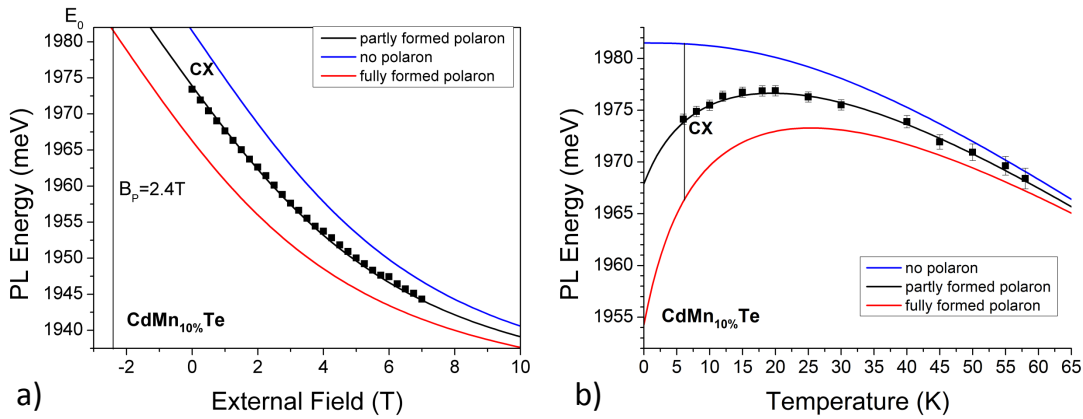 E₀
1980
1975
1970
1965
1960
1955
1950
1945
1940
PL Energy (meV)
partly formed polaron
no polaron
fully formed polaron
CX
B_P=2.4T
CdMn₁₀%Te
-2
0
2
4
6
8
10
External Field (T)
a)
1980
1975
1970
1965
1960
1955
PL Energy (meV)
CX
no polaron
partly formed polaron
fully formed polaron
CdMn₁₀%Te
0
5
10
15
20
25
30
35
40
45
50
55
60
65
Temperature (K)
b)